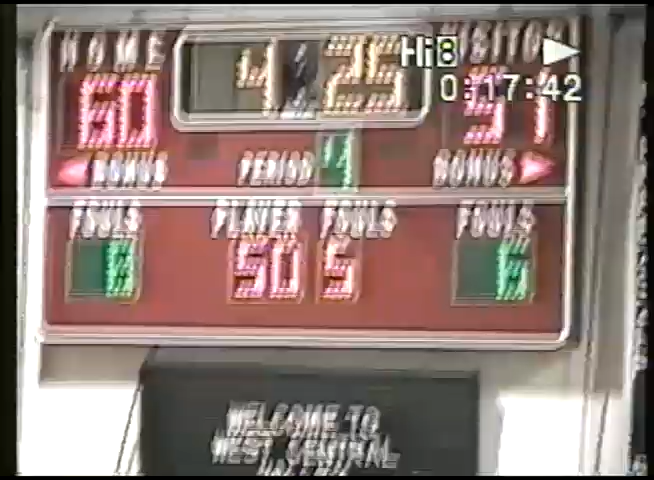 HOME 4:25 Hi8 VISITOR
0:17:42
60 51
BONUS PERIOD 4 BONUS
FOULS PLAYER FOULS FOULS
8 50 5 6
WELCOME TO
WEST CENTRAL